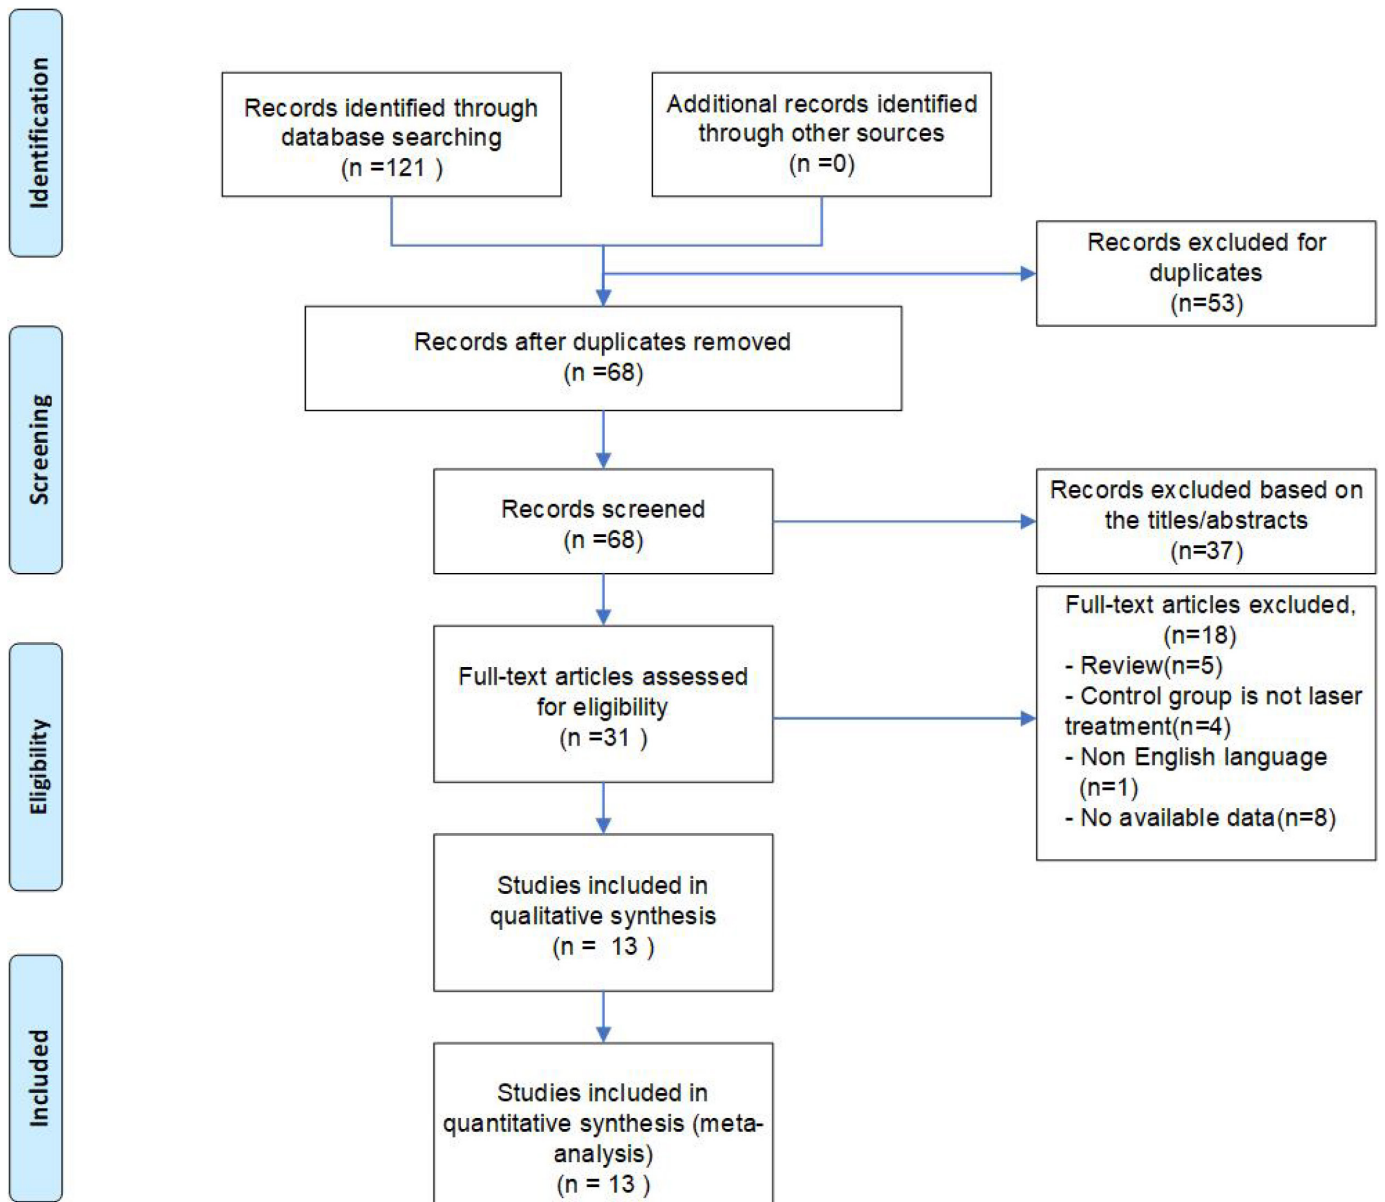 Identification
Records identified through
database searching
(n =121 )
Additional records identified
through other sources
(n =0)
Records excluded for
duplicates
(n=53)
Records after duplicates removed
(n =68)
Screening
Records screened
(n =68)
Records excluded based on
the titles/abstracts
(n=37)
Eligibility
Full-text articles assessed
for eligibility
(n =31 )
Full-text articles excluded,
(n=18)
- Review(n=5)
- Control group is not laser
treatment(n=4)
- Non English language
(n=1)
- No available data(n=8)
Studies included in
qualitative synthesis
(n =  13 )
Included
Studies included in
quantitative synthesis (meta-
analysis)
(n = 13 )